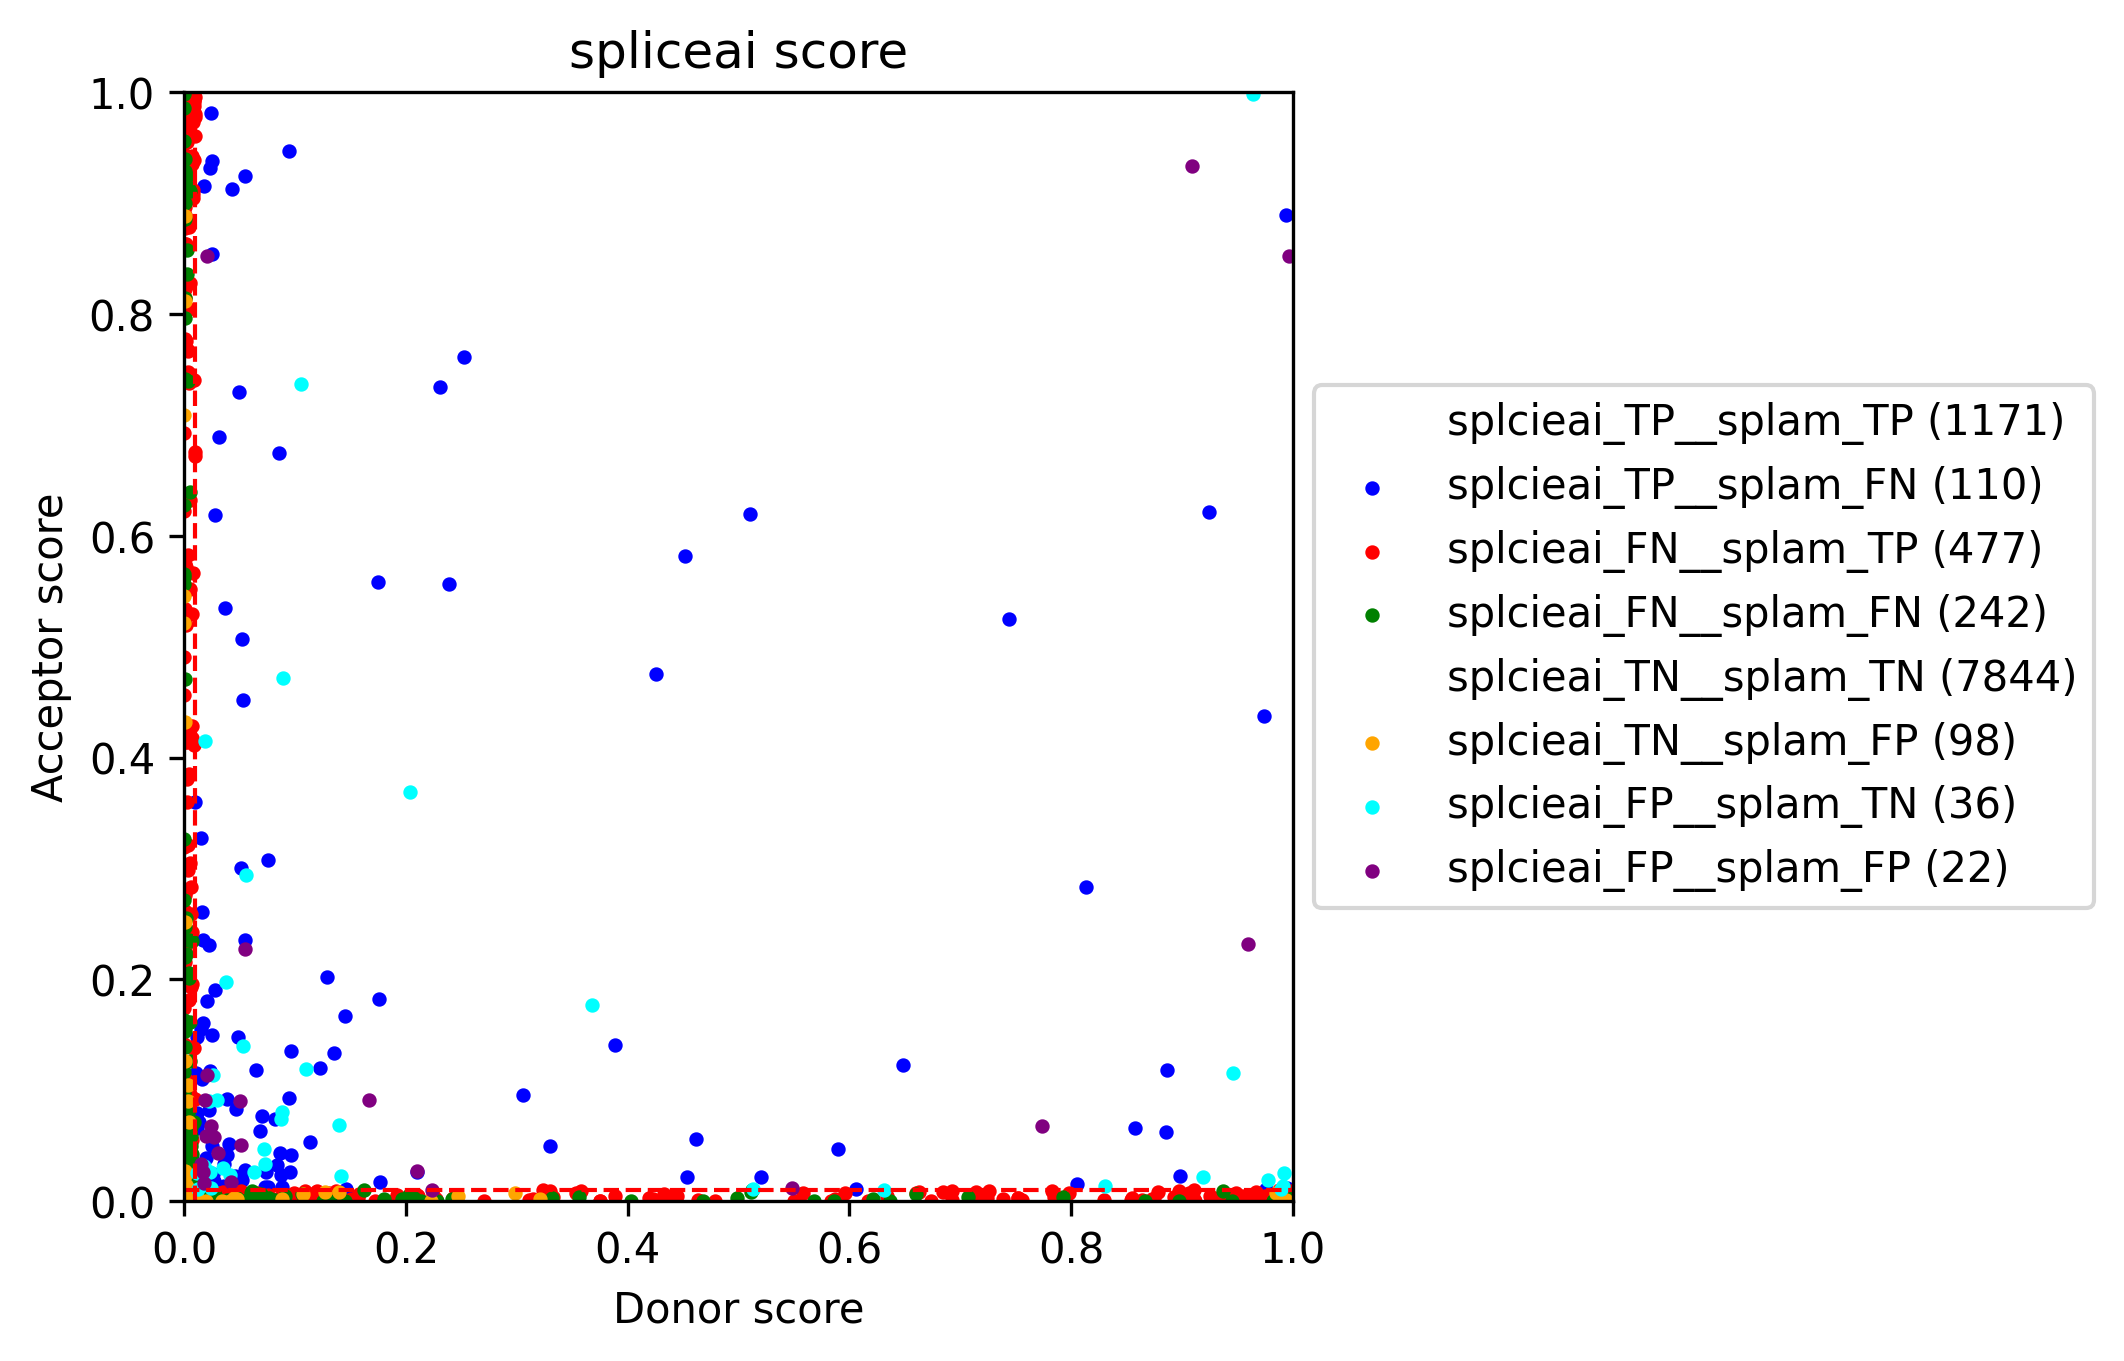 spliceai score
1.0
0.8
0.6
0.4
0.2
0.0
Acceptor score
0.0 0.2 0.4 0.6 0.8 1.0
Donor score
splcieai_TP__splam_TP (1171)
splcieai_TP__splam_FN (110)
splcieai_FN__splam_TP (477)
splcieai_FN__splam_FN (242)
splcieai_TN__splam_TN (7844)
splcieai_TN__splam_FP (98)
splcieai_FP__splam_TN (36)
splcieai_FP__splam_FP (22)